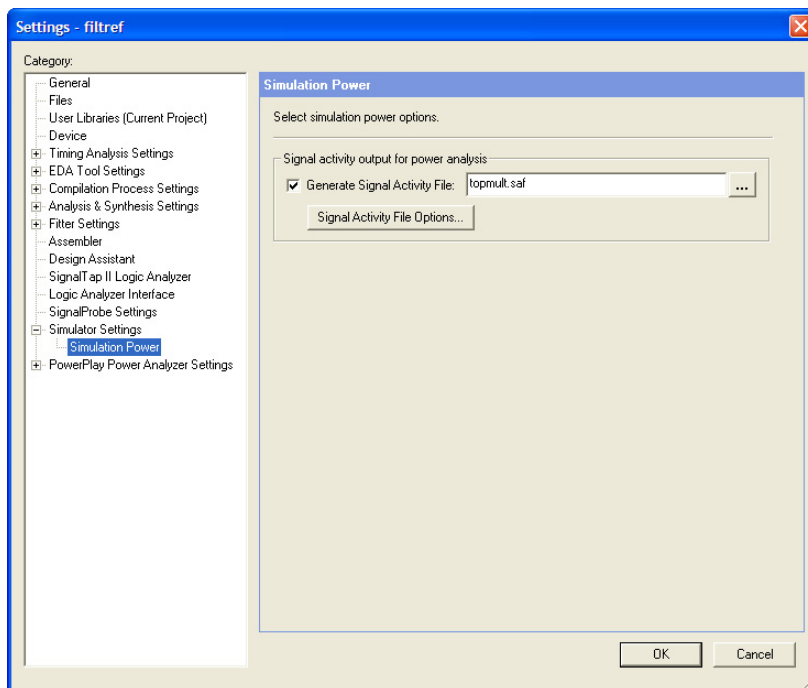 Settings - filtref
Category:
General
Files
User Libraries (Current Project)
Device
Timing Analysis Settings
EDA Tool Settings
Compilation Process Settings
Analysis & Synthesis Settings
Fitter Settings
Assembler
Design Assistant
SignalTap II Logic Analyzer
Logic Analyzer Interface
SignalProbe Settings
Simulator Settings
Simulation Power
PowerPlay Power Analyzer Settings
Simulation Power
Select simulation power options.
Signal activity output for power analysis
Generate Signal Activity File: topmult.saf ...
Signal Activity File Options...
OK Cancel